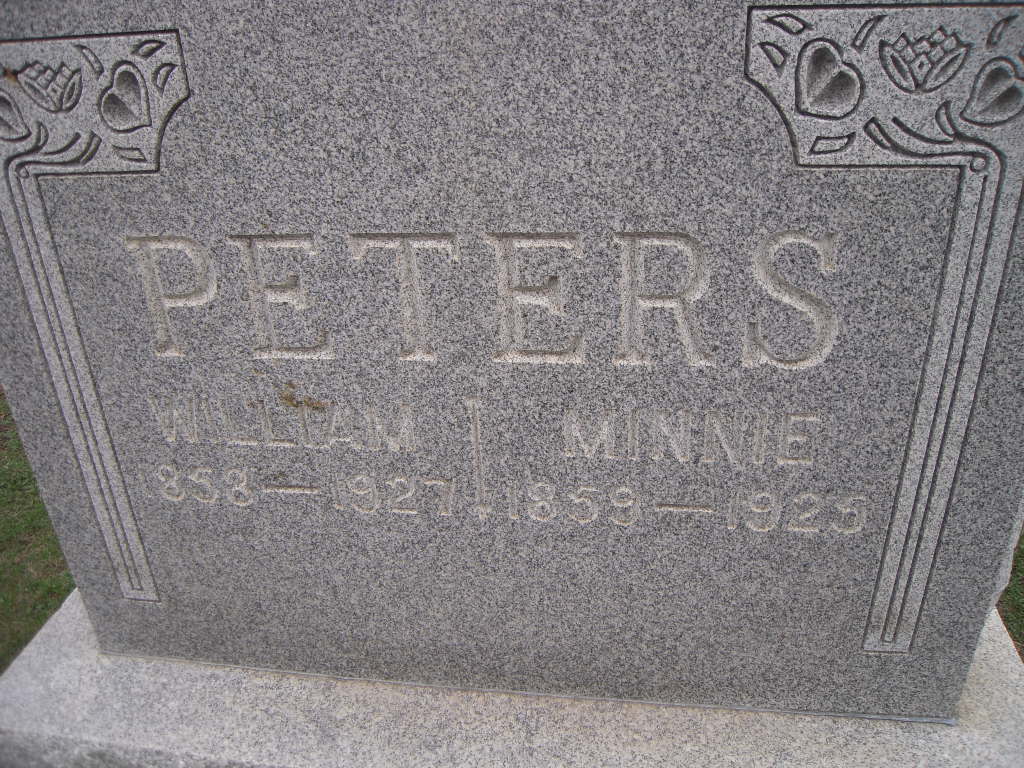 PETERS
WILLIAM MINNIE
1858 — 1927 1859 — 1925